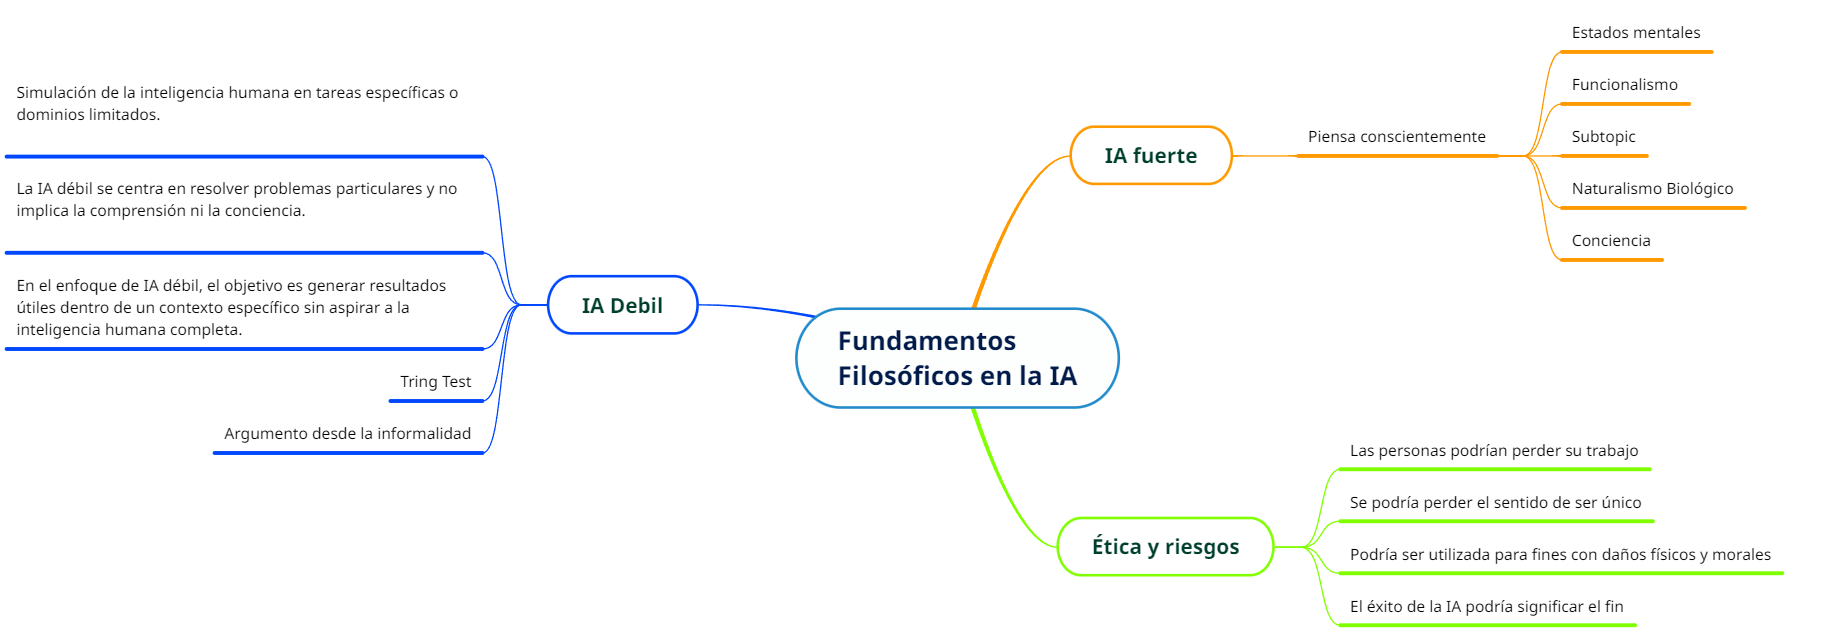 Simulación de la inteligencia humana en tareas específicas o
dominios limitados.
La IA débil se centra en resolver problemas particulares y no
implica la comprensión ni la conciencia.
En el enfoque de IA débil, el objetivo es generar resultados
útiles dentro de un contexto específico sin aspirar a la
inteligencia humana completa.
Tring Test
Argumento desde la informalidad
IA Debil
Fundamentos
Filosóficos en la IA
IA fuerte
Piensa conscientemente
Estados mentales
Funcionalismo
Subtopic
Naturalismo Biológico
Conciencia
Ética y riesgos
Las personas podrían perder su trabajo
Se podría perder el sentido de ser único
Podría ser utilizada para fines con daños físicos y morales
El éxito de la IA podría significar el fin